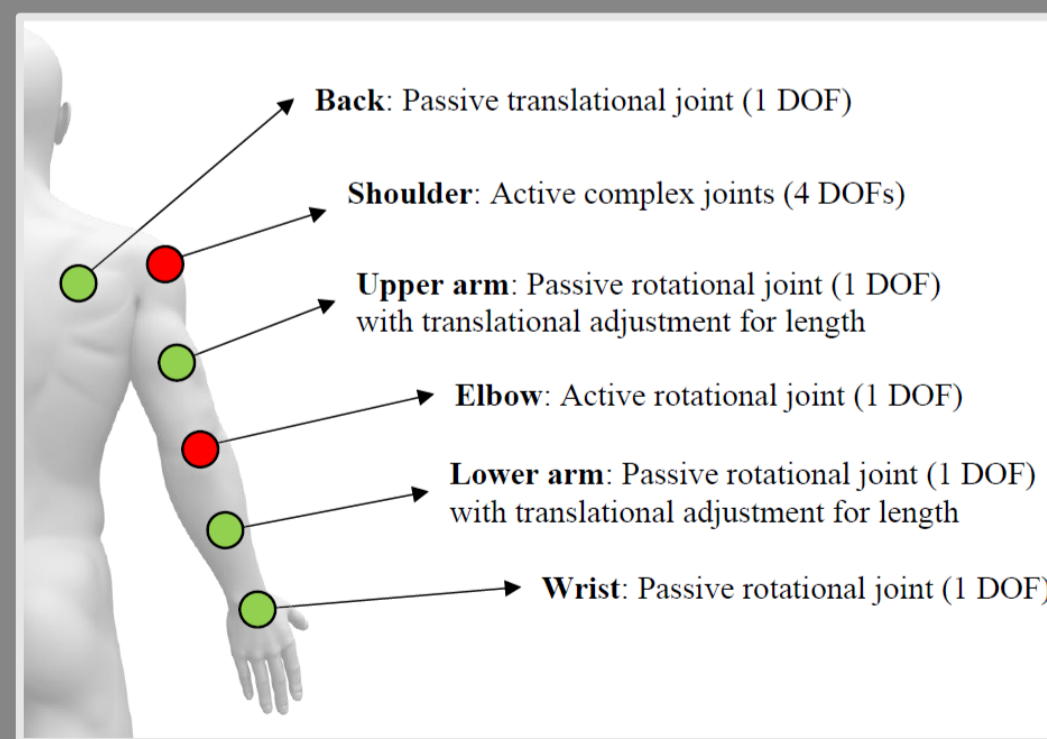 Back: Passive translational joint (1 DOF)
Shoulder: Active complex joints (4 DOFs)
Upper arm: Passive rotational joint (1 DOF)
with translational adjustment for length
Elbow: Active rotational joint (1 DOF)
Lower arm: Passive rotational joint (1 DOF)
with translational adjustment for length
Wrist: Passive rotational joint (1 DOF)